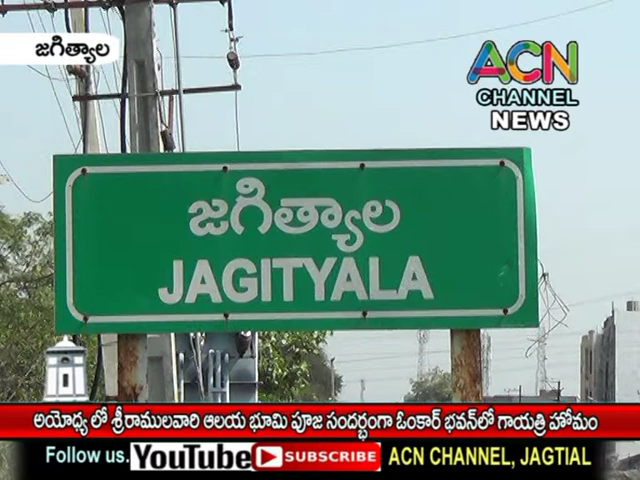 జగిత్యాల
ACN
CHANNEL
NEWS
జగిత్యాల
JAGITYALA
అయోధ్య లో శ్రీరాములవారి ఆలయ భూమి పూజ సందర్భంగా ఓంకార్ భవన్‌లో గాయత్రి హోమం
Follow us. YouTube SUBSCRIBE ACN CHANNEL, JAGTIAL